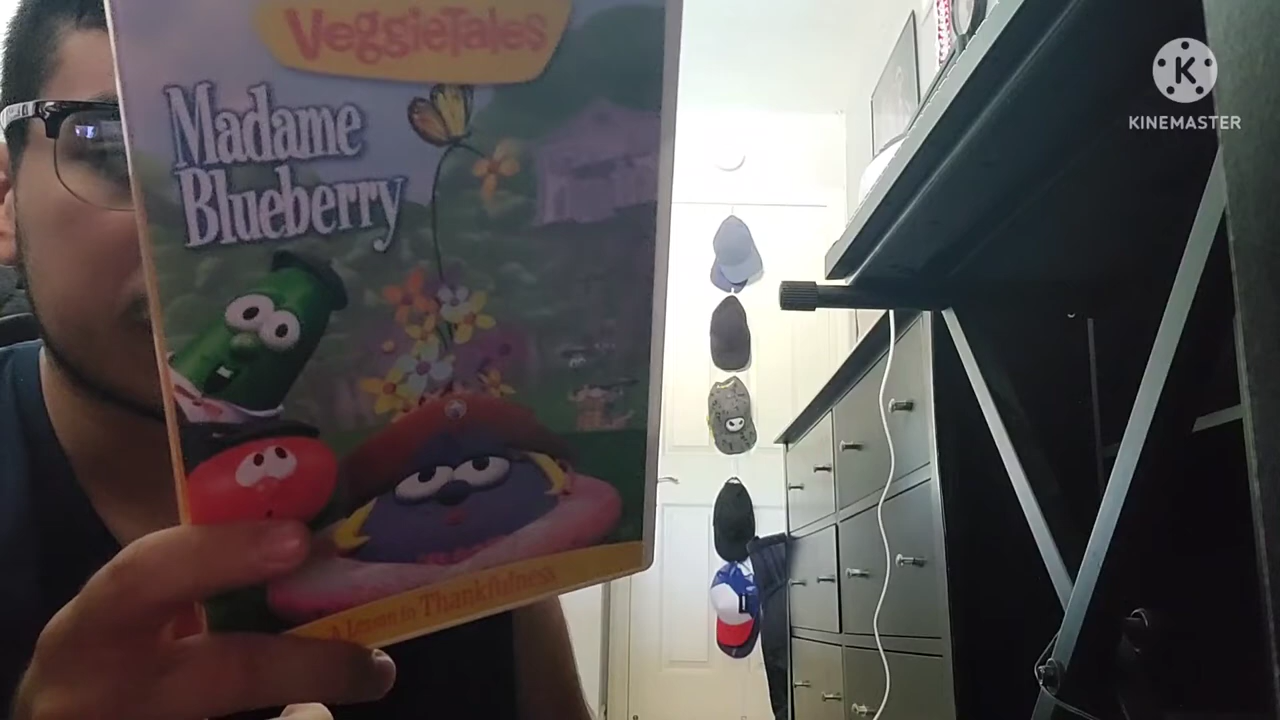 VeggieTales
Madame
Blueberry
A Lesson in Thankfulness
K
KINEMASTER